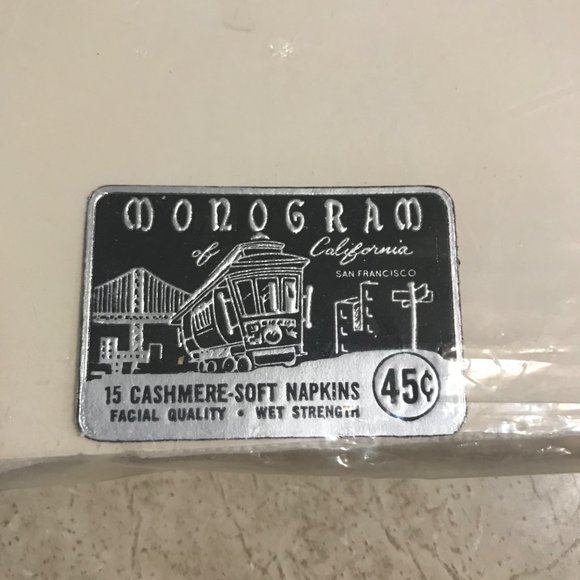 MONOGRAM
of California
SAN FRANCISCO
15 CASHMERE-SOFT NAPKINS
45¢
FACIAL QUALITY • WET STRENGTH